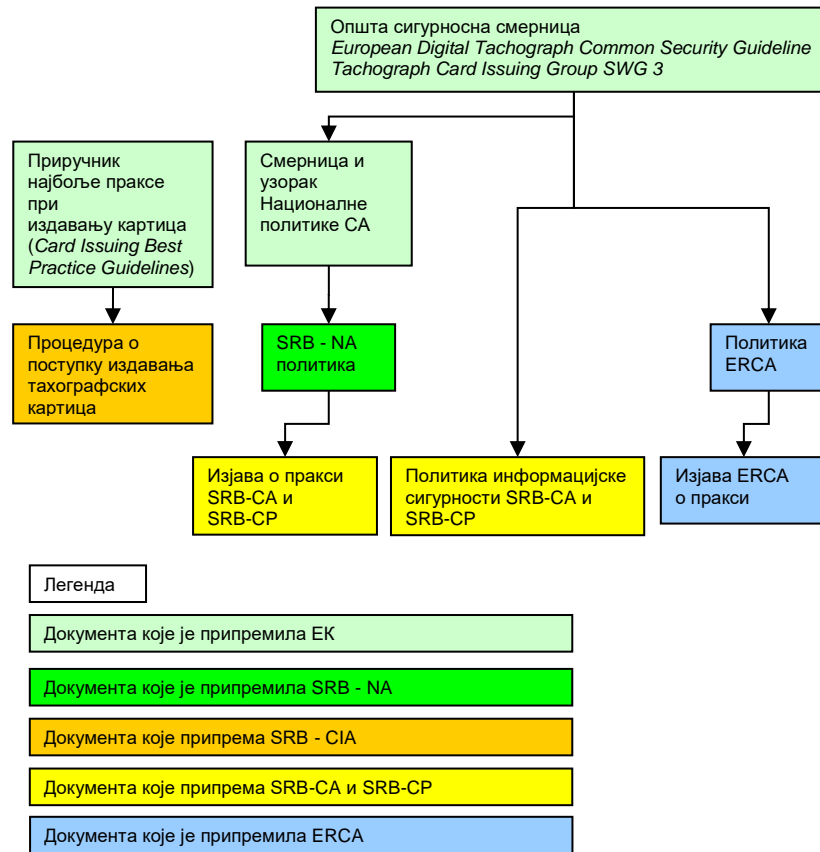 Општа сигурносна смерница
European Digital Tachograph Common Security Guideline
Tachograph Card Issuing Group SWG 3
Приручник
најбоље праксе
при
издавању картица
(Card Issuing Best
Practice Guidelines)
Смерница и
узорак
Националне
политике CA
Процедура о
поступку издавања
тахографских
картица
SRB - NA
политика
Политика
ERCA
Изјава о пракси
SRB-CA и
SRB-CP
Политика информацијске
сигурности SRB-CA и
SRB-CP
Изјава ERCA
о пракси
Легенда
Документа које је припремила ЕК
Документа које је припремила SRB - NA
Документа које припрема SRB - CIA
Документа које припрема SRB-CA и SRB-CP
Документа које је припремила ERCA